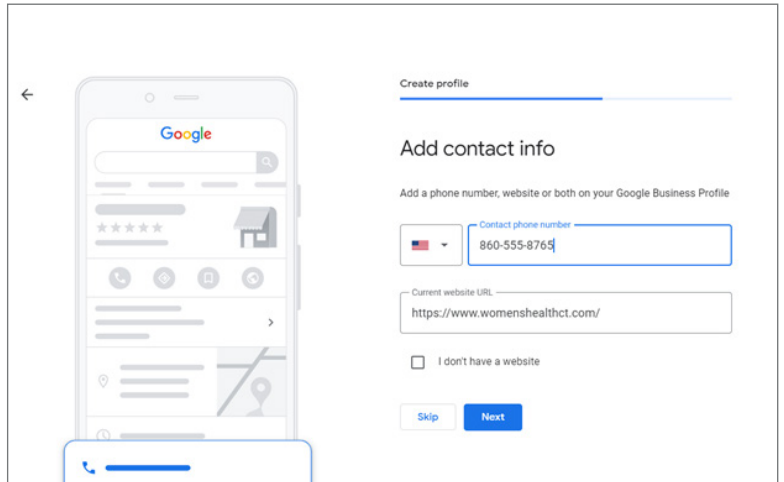 Google
Create profile
Add contact info
Add a phone number, website or both on your Google Business Profile
Contact phone number
860-555-8765
Current website URL
https://www.womenshealthct.com/
I don't have a website
Skip
Next